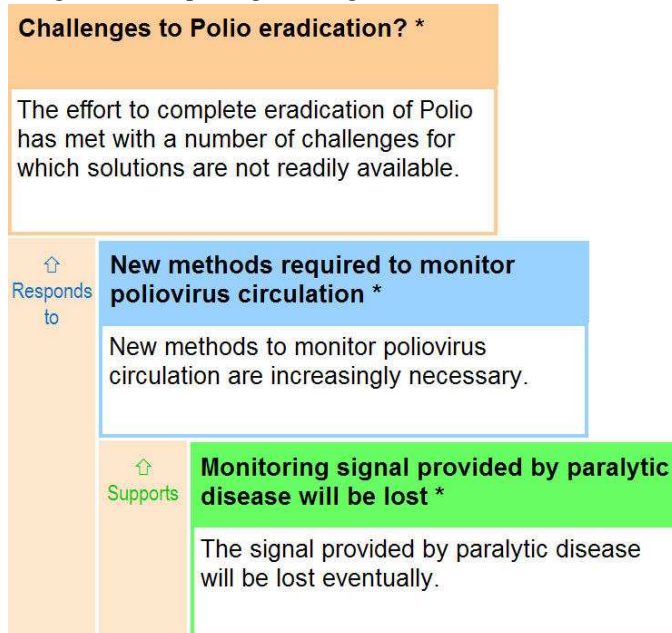 Challenges to Polio eradication? *
The effort to complete eradication of Polio
has met with a number of challenges for
which solutions are not readily available.
⇧
Responds
to
New methods required to monitor
poliovirus circulation *
New methods to monitor poliovirus
circulation are increasingly necessary.
⇧
Supports
Monitoring signal provided by paralytic
disease will be lost *
The signal provided by paralytic disease
will be lost eventually.